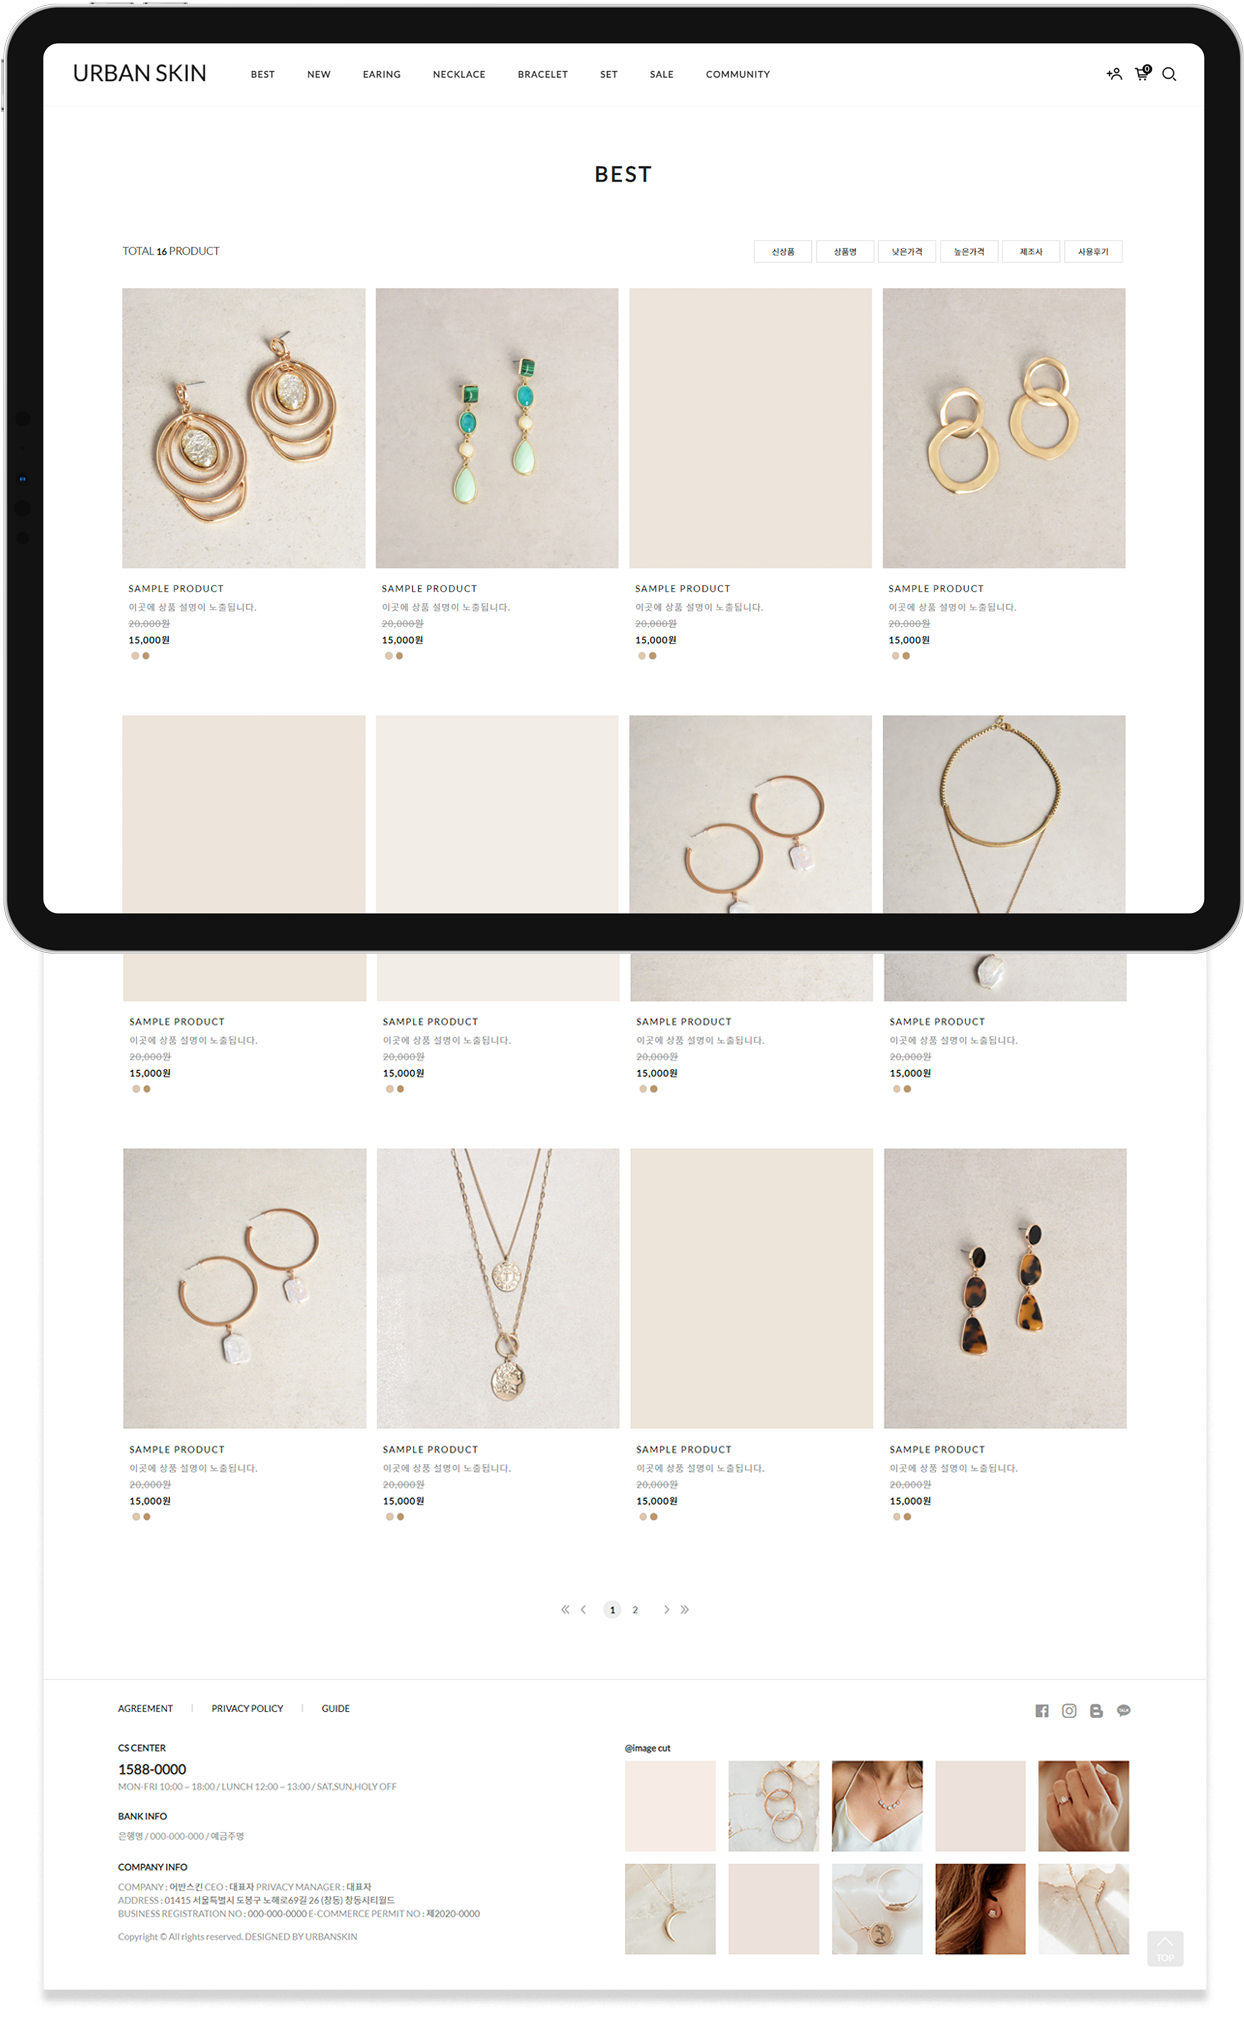 URBAN SKIN BEST NEW EARING NECKLACE BRACELET SET SALE COMMUNITY 0
BEST
TOTAL 16 PRODUCT 신상품 상품명 낮은가격 높은가격 제조사 사용후기
SAMPLE PRODUCT SAMPLE PRODUCT SAMPLE PRODUCT SAMPLE PRODUCT
이곳에 상품 설명이 노출됩니다. 이곳에 상품 설명이 노출됩니다. 이곳에 상품 설명이 노출됩니다. 이곳에 상품 설명이 노출됩니다.
20,000원 20,000원 20,000원 20,000원
15,000원 15,000원 15,000원 15,000원
SAMPLE PRODUCT SAMPLE PRODUCT SAMPLE PRODUCT SAMPLE PRODUCT
이곳에 상품 설명이 노출됩니다. 이곳에 상품 설명이 노출됩니다. 이곳에 상품 설명이 노출됩니다. 이곳에 상품 설명이 노출됩니다.
20,000원 20,000원 20,000원 20,000원
15,000원 15,000원 15,000원 15,000원
SAMPLE PRODUCT SAMPLE PRODUCT SAMPLE PRODUCT SAMPLE PRODUCT
이곳에 상품 설명이 노출됩니다. 이곳에 상품 설명이 노출됩니다. 이곳에 상품 설명이 노출됩니다. 이곳에 상품 설명이 노출됩니다.
20,000원 20,000원 20,000원 20,000원
15,000원 15,000원 15,000원 15,000원
1 2
AGREEMENT | PRIVACY POLICY | GUIDE
CS CENTER
1588-0000
MON-FRI 10:00 ~ 18:00 / LUNCH 12:00 ~ 13:00 / SAT,SUN,HOLY OFF
BANK INFO
은행명 / 000-000-000 / 예금주명
COMPANY INFO
COMPANY : 어반스킨 CEO : 대표자 PRIVACY MANAGER : 대표자
ADDRESS : 01415 서울특별시 도봉구 노해로69길 26 (창동) 창동시티월드
BUSINESS REGISTRATION NO : 000-000-0000 E-COMMERCE PERMIT NO : 제2020-0000
Copyright © All rights reserved. DESIGNED BY URBANSKIN
@image cut
TOP